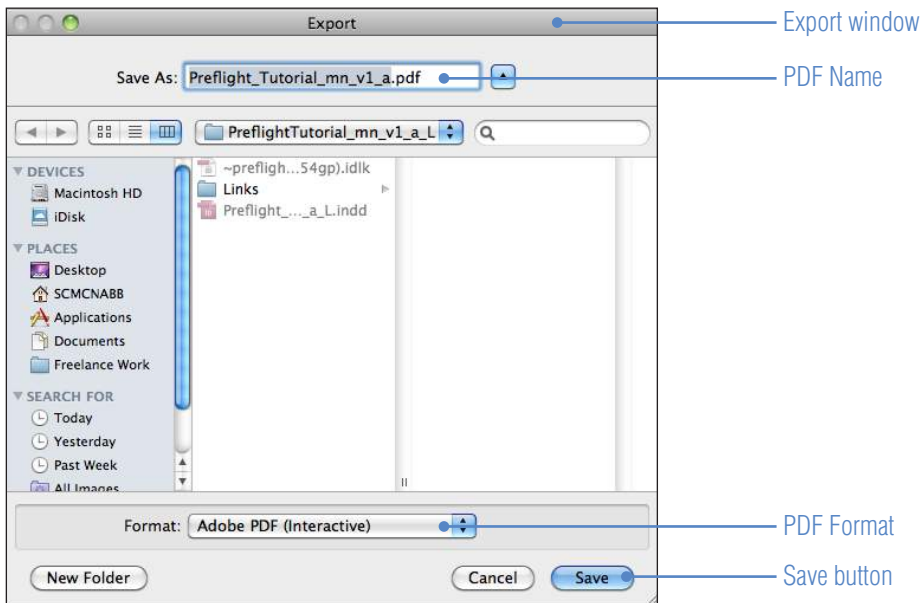 Export
Export window
Save As: Preflight_Tutorial_mn_v1_a.pdf
PDF Name
PreflightTutorial_mn_v1_a_L
DEVICES
Macintosh HD
iDisk
PLACES
Desktop
SCMCNABB
Applications
Documents
Freelance Work
SEARCH FOR
Today
Yesterday
Past Week
All Images
~prefligh...54gp).idlk
Links
Preflight_..._a_L.indd
Format: Adobe PDF (Interactive)
PDF Format
New Folder
Cancel
Save
Save button